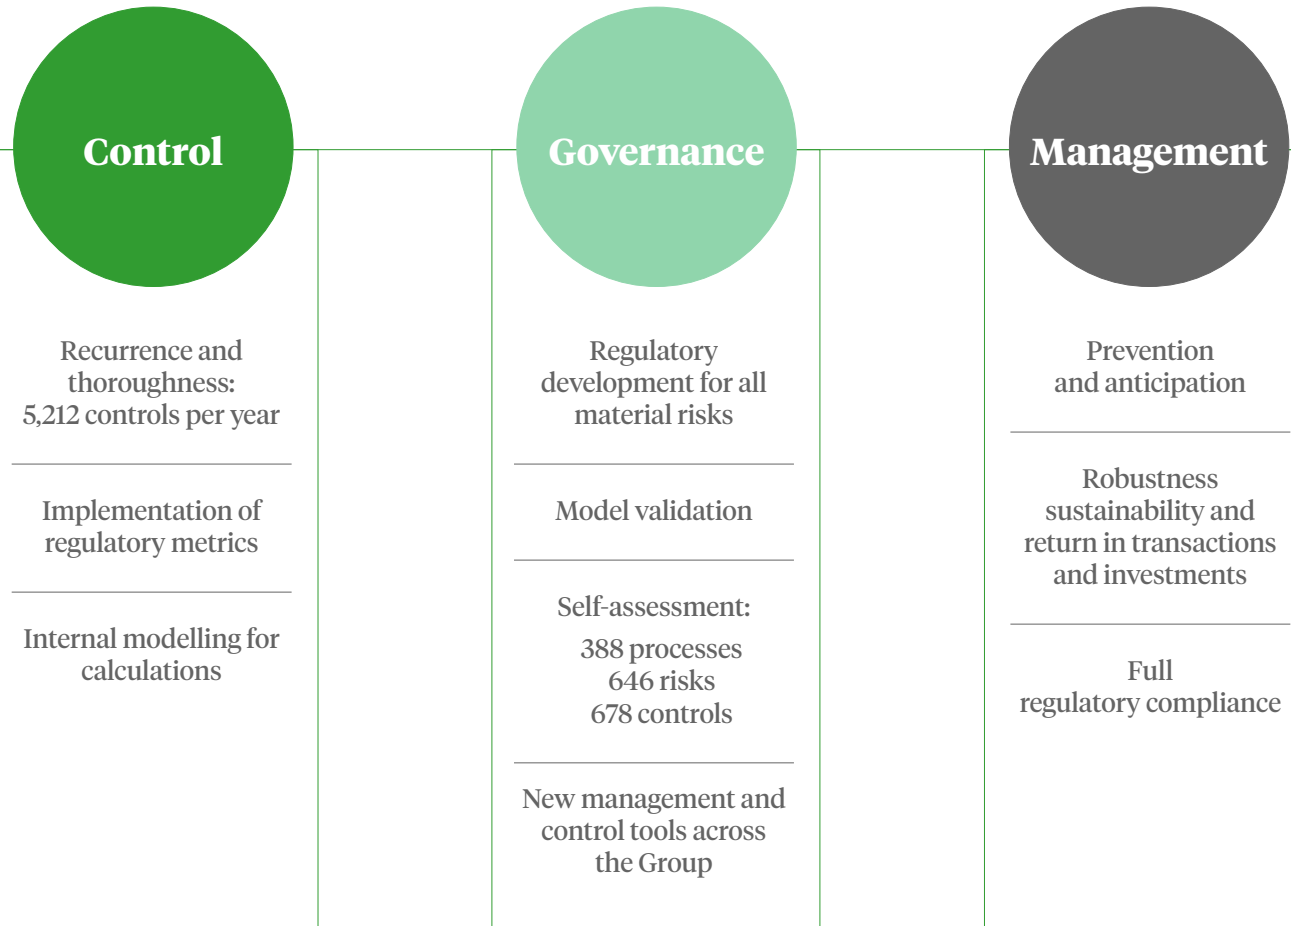 Control
Recurrence and
thoroughness:
5,212 controls per year
Implementation of
regulatory metrics
Internal modelling for
calculations
Governance
Regulatory
development for all
material risks
Model validation
Self-assessment:
388 processes
646 risks
678 controls
New management and
control tools across
the Group
Management
Prevention
and anticipation
Robustness
sustainability and
return in transactions
and investments
Full
regulatory compliance